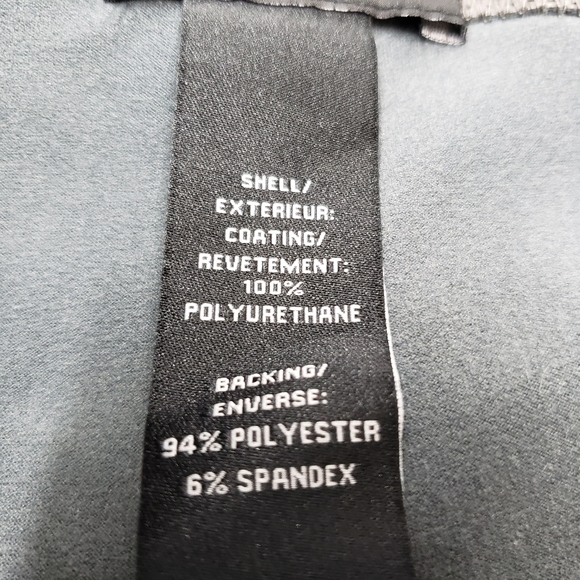 SHELL/
EXTERIEUR:
COATING/
REVETEMENT:
100%
POLYURETHANE
BACKING/
ENVERSE:
94% POLYESTER
6% SPANDEX